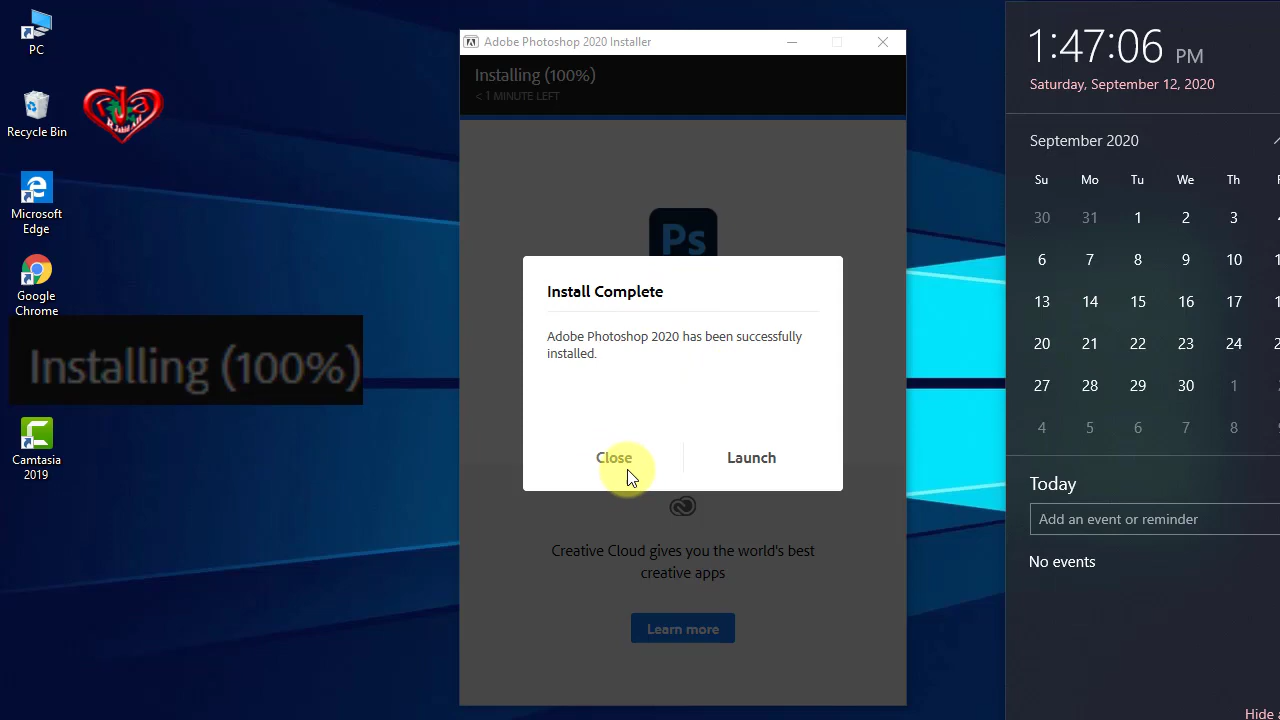 PC
Recycle Bin
Microsoft
Edge
Google
Chrome
Installing (100%)
Camtasia
2019
Adobe Photoshop 2020 Installer
Installing (100%)
< 1 MINUTE LEFT
Ps
Install Complete
Adobe Photoshop 2020 has been successfully
installed.
Close
Launch
Creative Cloud gives you the world's best
creative apps
Learn more
1:47:06 PM
Saturday, September 12, 2020
September 2020
Su Mo Tu We Th
30 31 1 2 3
6 7 8 9 10
13 14 15 16 17
20 21 22 23 24
27 28 29 30 1
4 5 6 7 8
Today
Add an event or reminder
No events
Hide